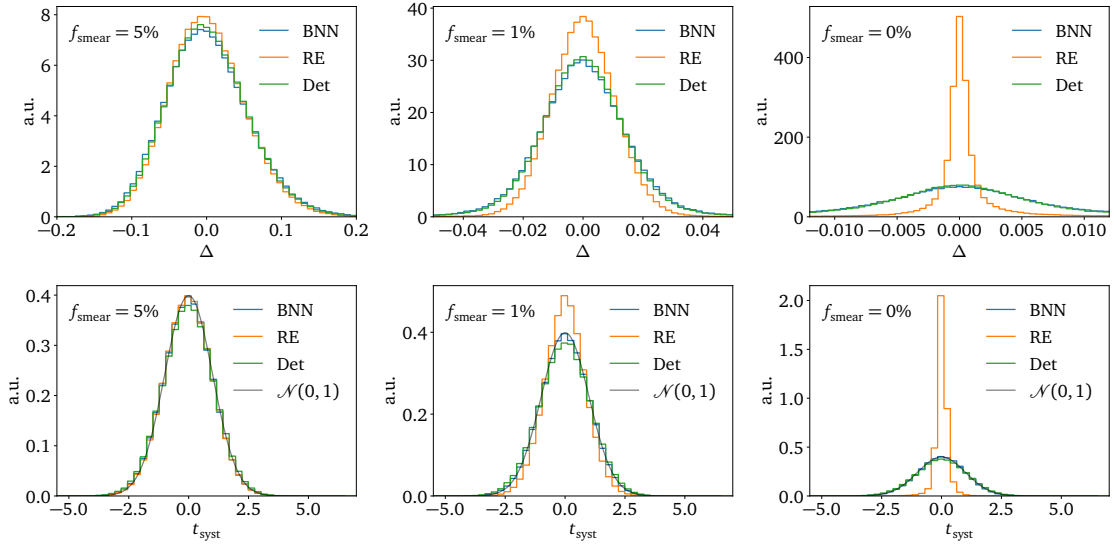 f_smear = 5%
BNN
RE
Det
a.u.
8
6
4
2
0
−0.2 −0.1 0.0 0.1 0.2
Δ
f_smear = 1%
BNN
RE
Det
a.u.
40
30
20
10
0
−0.04 −0.02 0.00 0.02 0.04
Δ
f_smear = 0%
BNN
RE
Det
a.u.
400
200
0
−0.010 −0.005 0.000 0.005 0.010
Δ
f_smear = 5%
BNN
RE
Det
𝒩(0, 1)
a.u.
0.4
0.3
0.2
0.1
0.0
−5.0 −2.5 0.0 2.5 5.0
t_syst
f_smear = 1%
BNN
RE
Det
𝒩(0, 1)
a.u.
0.4
0.2
0.0
−5.0 −2.5 0.0 2.5 5.0
t_syst
f_smear = 0%
BNN
RE
Det
𝒩(0, 1)
a.u.
2.0
1.5
1.0
0.5
0.0
−5.0 −2.5 0.0 2.5 5.0
t_syst